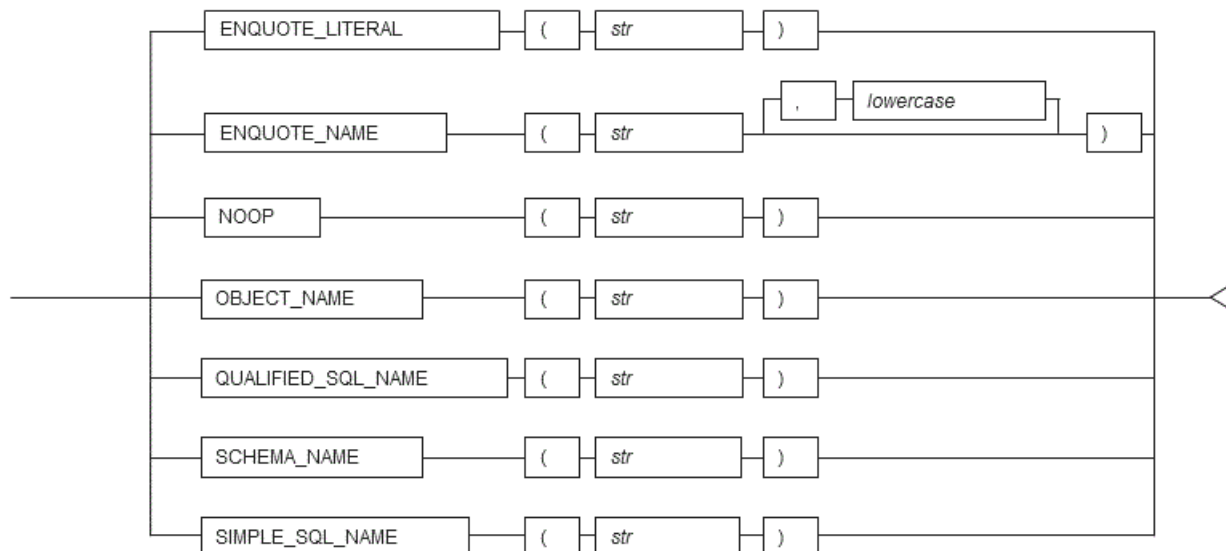 ENQUOTE_LITERAL ( str )
, lowercase
ENQUOTE_NAME ( str )
NOOP ( str )
OBJECT_NAME ( str )
QUALIFIED_SQL_NAME ( str )
SCHEMA_NAME ( str )
SIMPLE_SQL_NAME ( str )